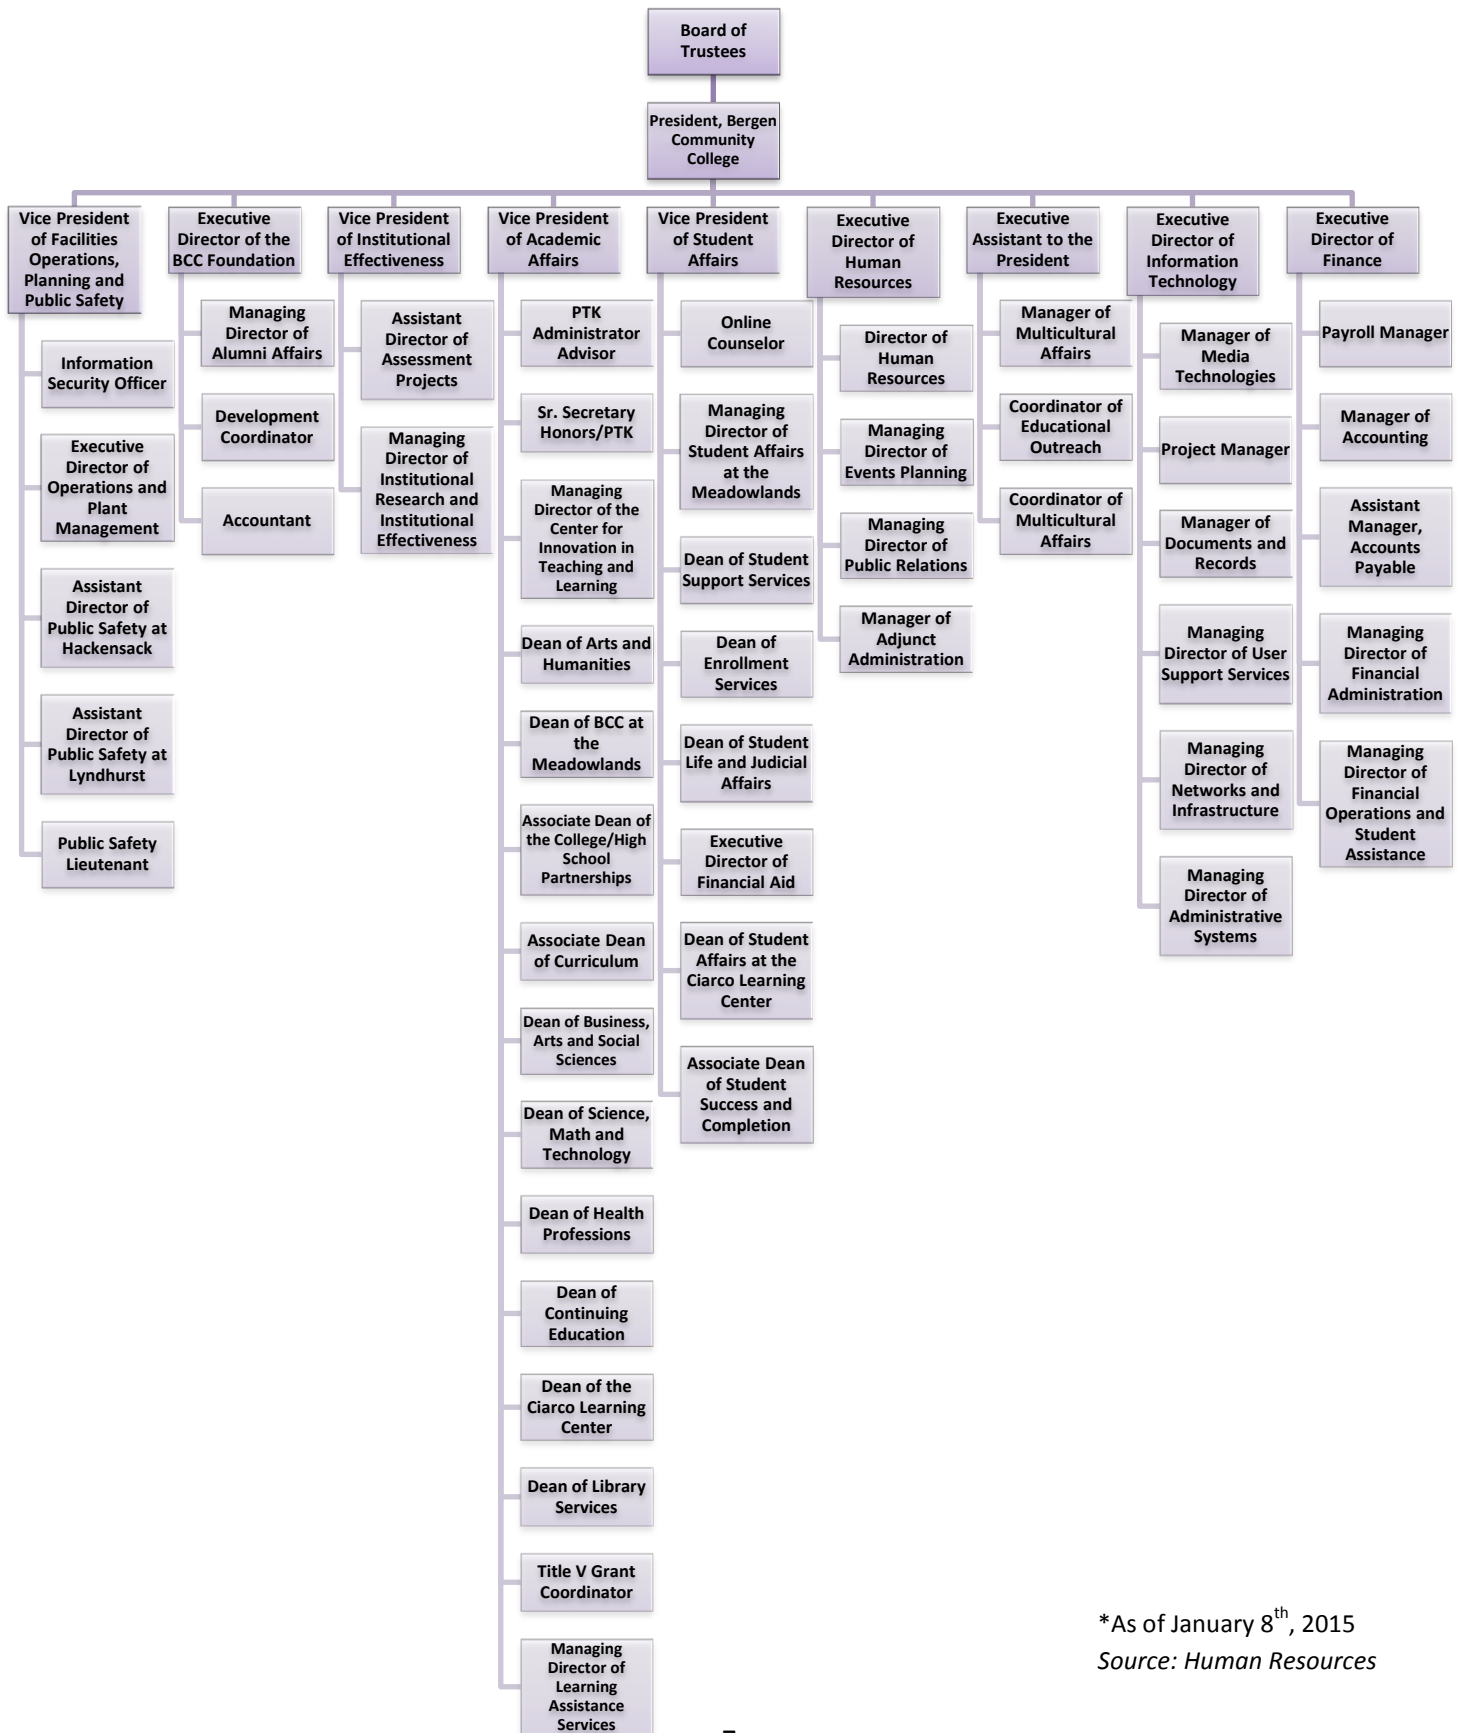 Board of
Trustees
President, Bergen
Community
College
Vice President
of Facilities
Operations,
Planning and
Public Safety
Information
Security Officer
Executive
Director of
Operations and
Plant
Management
Assistant
Director of
Public Safety at
Hackensack
Assistant
Director of
Public Safety at
Lyndhurst
Public Safety
Lieutenant
Executive
Director of the
BCC Foundation
Managing
Director of
Alumni Affairs
Development
Coordinator
Accountant
Vice President
of Institutional
Effectiveness
Assistant
Director of
Assessment
Projects
Managing
Director of
Institutional
Research and
Institutional
Effectiveness
Vice President
of Academic
Affairs
PTK
Administrator
Advisor
Sr. Secretary
Honors/PTK
Managing
Director of the
Center for
Innovation in
Teaching and
Learning
Dean of Arts and
Humanities
Dean of BCC at
the
Meadowlands
Associate Dean of
the College/High
School
Partnerships
Associate Dean
of Curriculum
Dean of Business,
Arts and Social
Sciences
Dean of Science,
Math and
Technology
Dean of Health
Professions
Dean of
Continuing
Education
Dean of the
Ciarco Learning
Center
Dean of Library
Services
Title V Grant
Coordinator
Managing
Director of
Learning
Assistance
Services
Vice President
of Student
Affairs
Online
Counselor
Managing
Director of
Student Affairs
at the
Meadowlands
Dean of Student
Support Services
Dean of
Enrollment
Services
Dean of Student
Life and Judicial
Affairs
Executive
Director of
Financial Aid
Dean of Student
Affairs at the
Ciarco Learning
Center
Associate Dean
of Student
Success and
Completion
Executive
Director of
Human
Resources
Director of
Human
Resources
Managing
Director of
Events Planning
Managing
Director of
Public Relations
Manager of
Adjunct
Administration
Executive
Assistant to the
President
Manager of
Multicultural
Affairs
Coordinator of
Educational
Outreach
Coordinator of
Multicultural
Affairs
Executive
Director of
Information
Technology
Manager of
Media
Technologies
Project Manager
Manager of
Documents and
Records
Managing
Director of User
Support Services
Managing
Director of
Networks and
Infrastructure
Managing
Director of
Administrative
Systems
Executive
Director of
Finance
Payroll Manager
Manager of
Accounting
Assistant
Manager,
Accounts
Payable
Managing
Director of
Financial
Administration
Managing
Director of
Financial
Operations and
Student
Assistance
*As of January 8th, 2015
Source: Human Resources